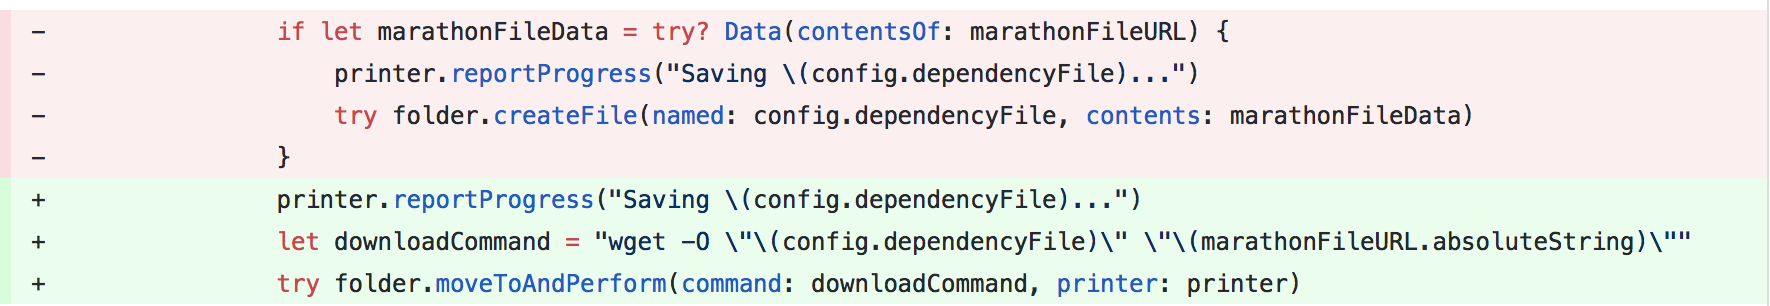 -                if let marathonFileData = try? Data(contentsOf: marathonFileURL) {
-                    printer.reportProgress("Saving \(config.dependencyFile)...")
-                    try folder.createFile(named: config.dependencyFile, contents: marathonFileData)
-                }
+                printer.reportProgress("Saving \(config.dependencyFile)...")
+                let downloadCommand = "wget -O \"\(config.dependencyFile)\" \"\(marathonFileURL.absoluteString)\""
+                try folder.moveToAndPerform(command: downloadCommand, printer: printer)